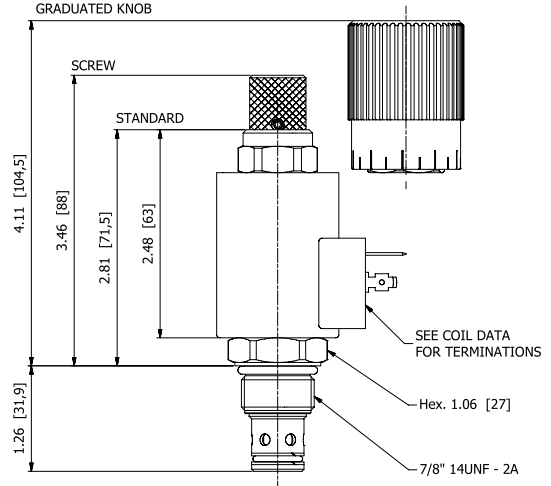 GRADUATED KNOB
SCREW
STANDARD
4.11 [104,5]
3.46 [88]
2.81 [71,5]
2.48 [63]
1.26 [31,9]
SEE COIL DATA
FOR TERMINATIONS
Hex. 1.06 [27]
7/8" 14UNF - 2A